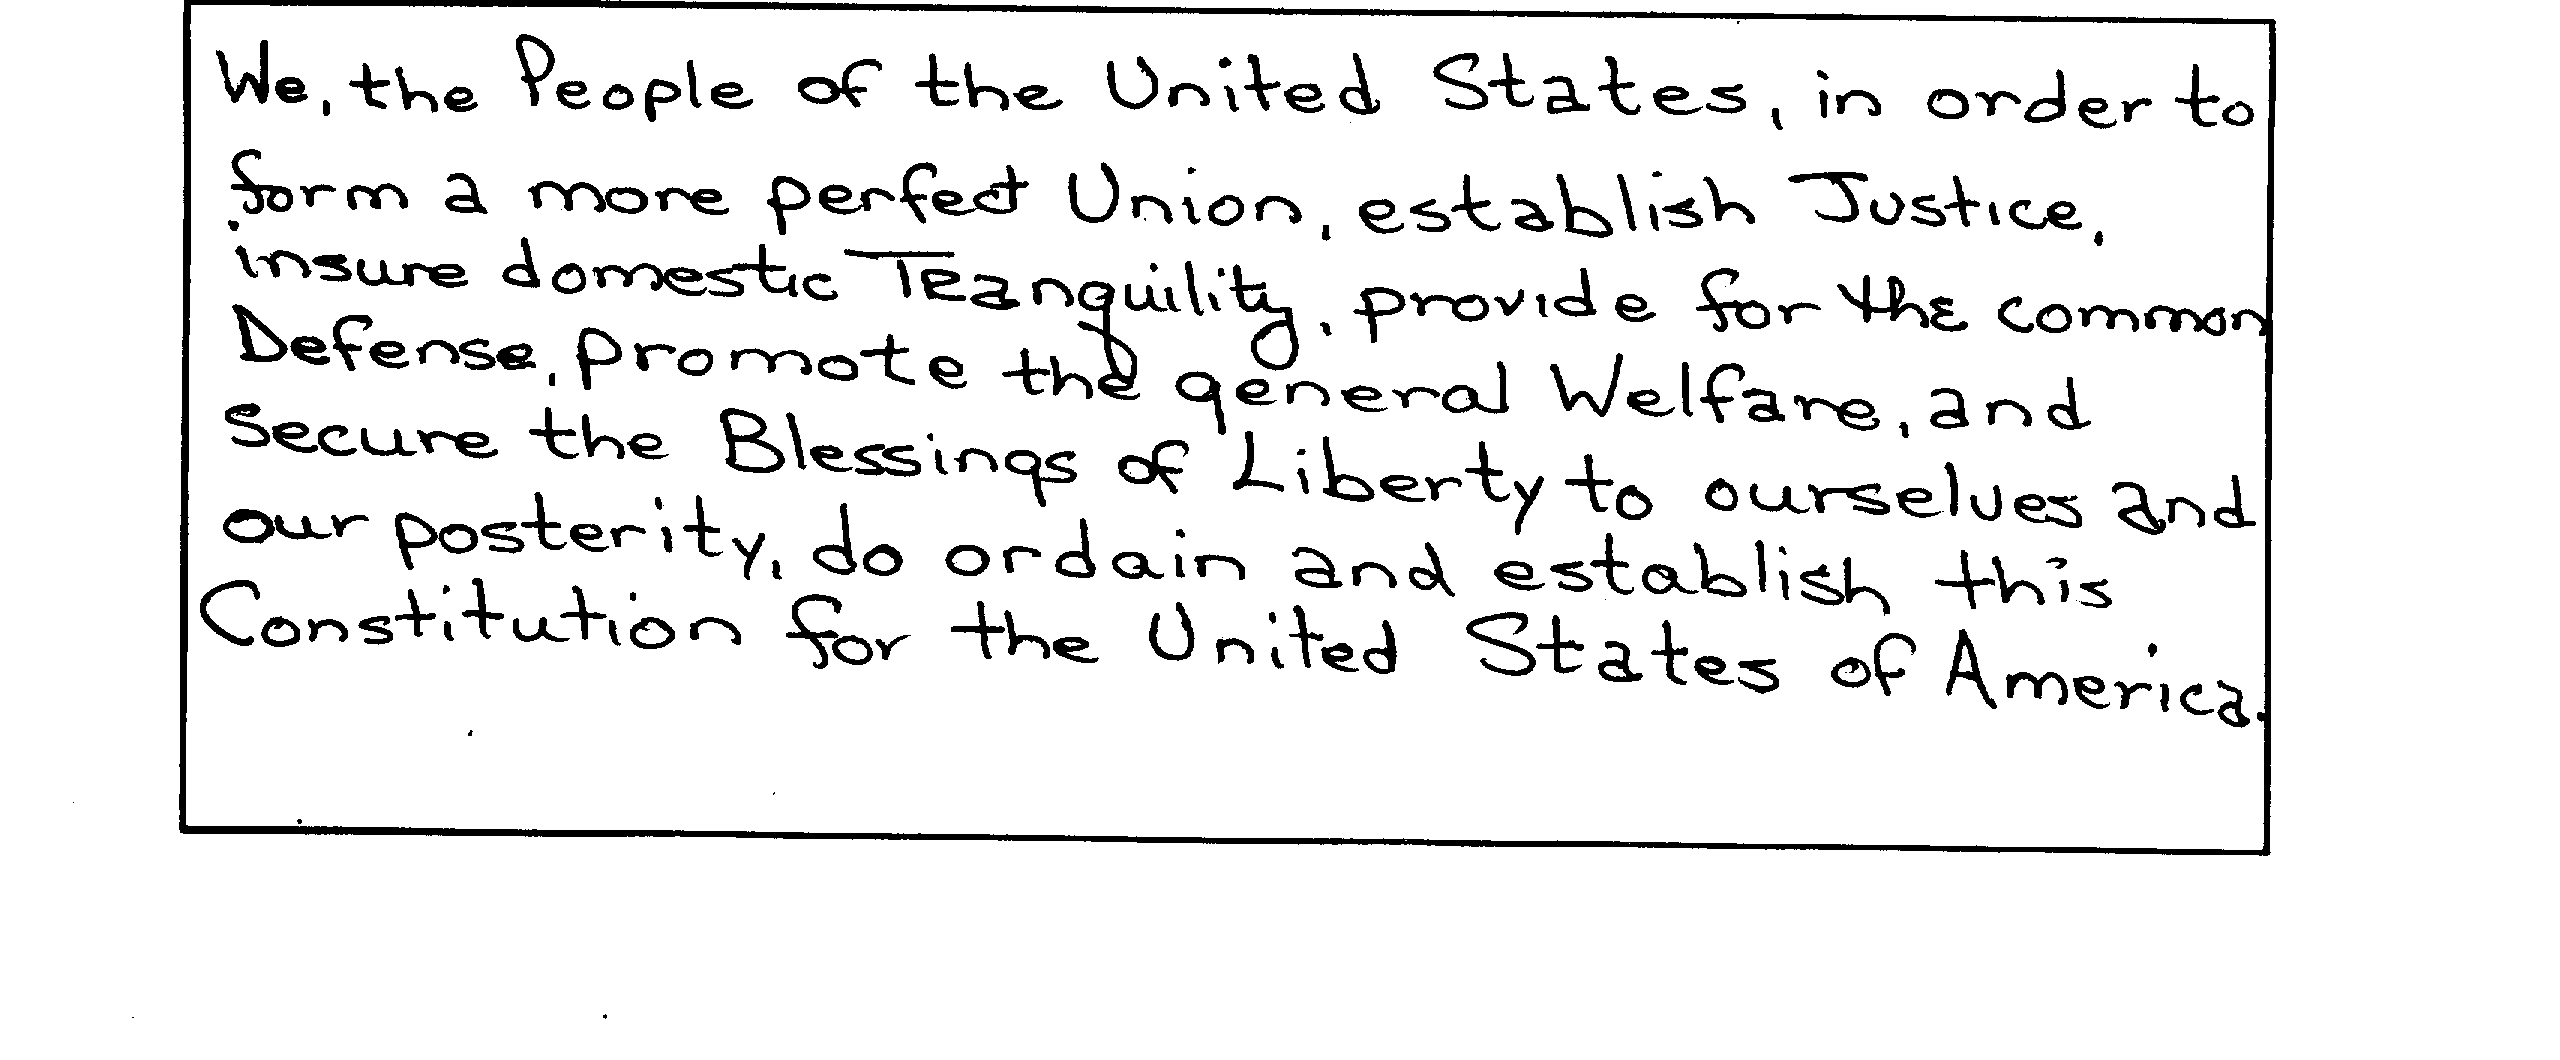 We, the People of the United States, in order to
form a more perfect Union, establish Justice,
insure domestic Tranquility, provide for the common
Defense, promote the general Welfare, and
secure the Blessings of Liberty to ourselves and
our posterity, do ordain and establish this
Constitution for the United States of America.